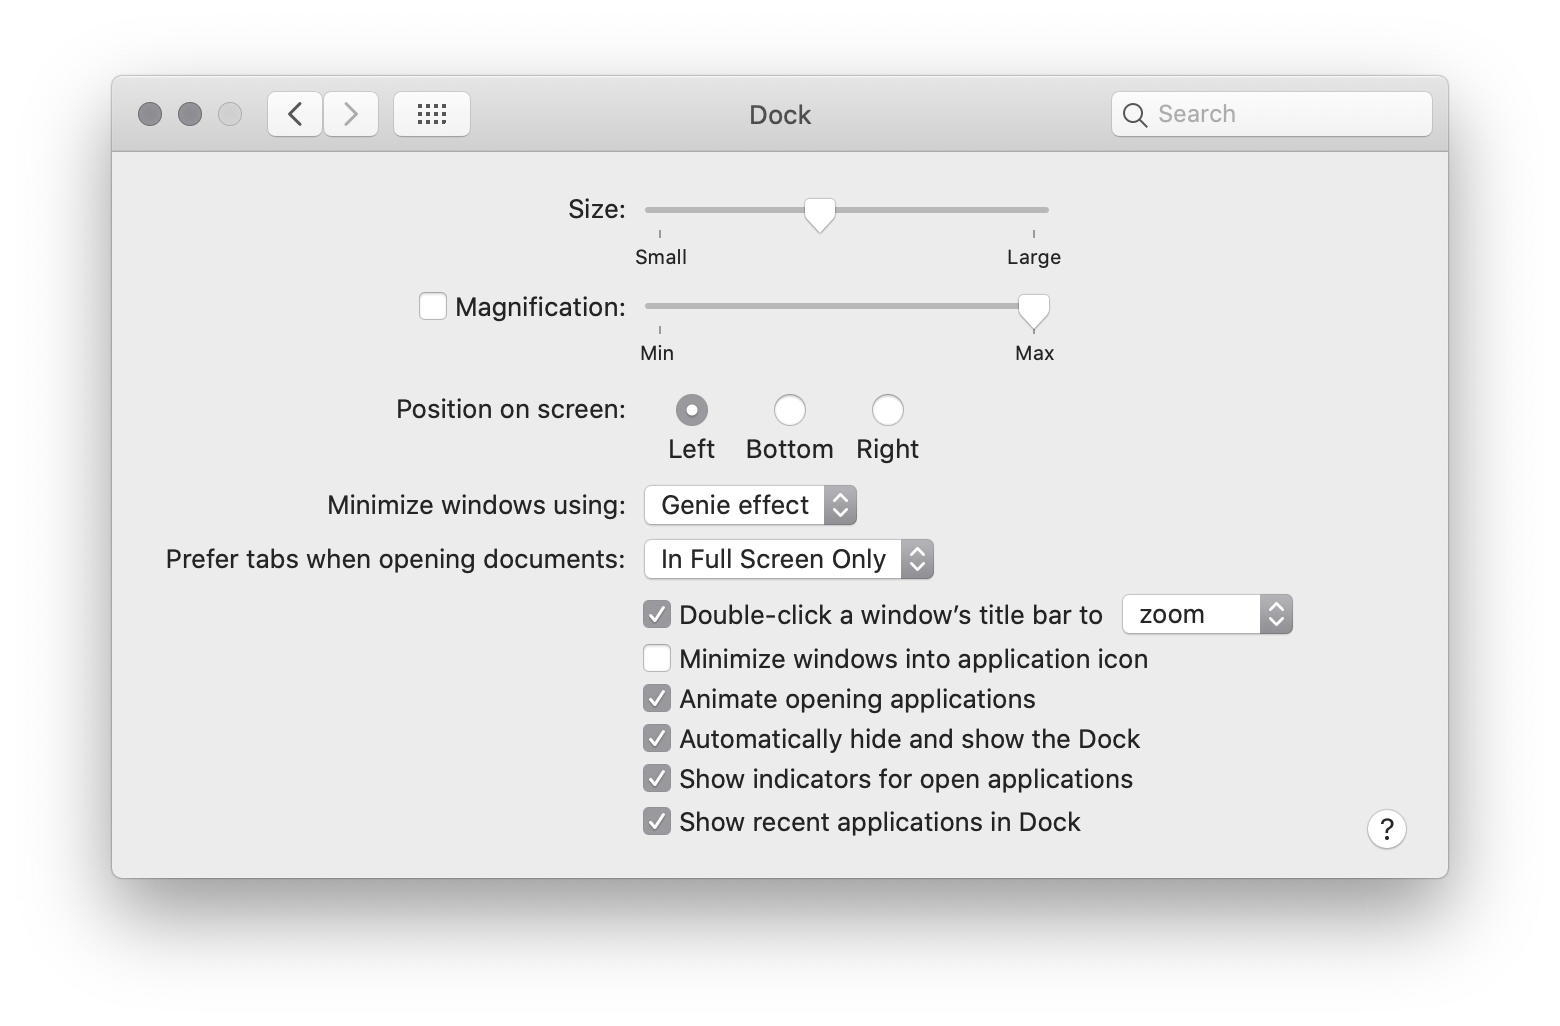 Dock
Search
Size:
Small
Large
Magnification:
Min
Max
Position on screen:
Left
Bottom
Right
Minimize windows using:
Genie effect
Prefer tabs when opening documents:
In Full Screen Only
Double-click a window’s title bar to
zoom
Minimize windows into application icon
Animate opening applications
Automatically hide and show the Dock
Show indicators for open applications
Show recent applications in Dock
?